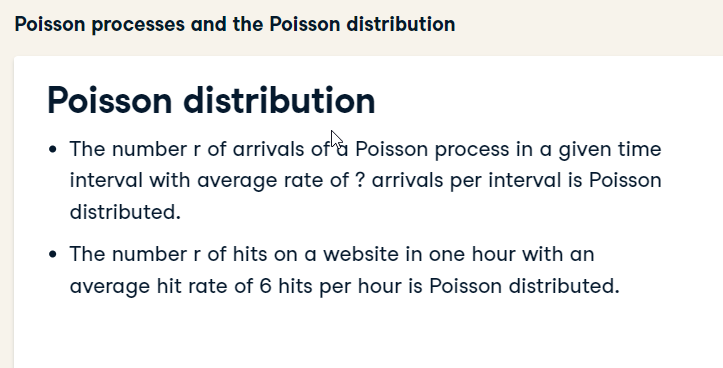 Poisson processes and the Poisson distribution
Poisson distribution
• The number r of arrivals of a Poisson process in a given time
interval with average rate of ? arrivals per interval is Poisson
distributed.
• The number r of hits on a website in one hour with an
average hit rate of 6 hits per hour is Poisson distributed.